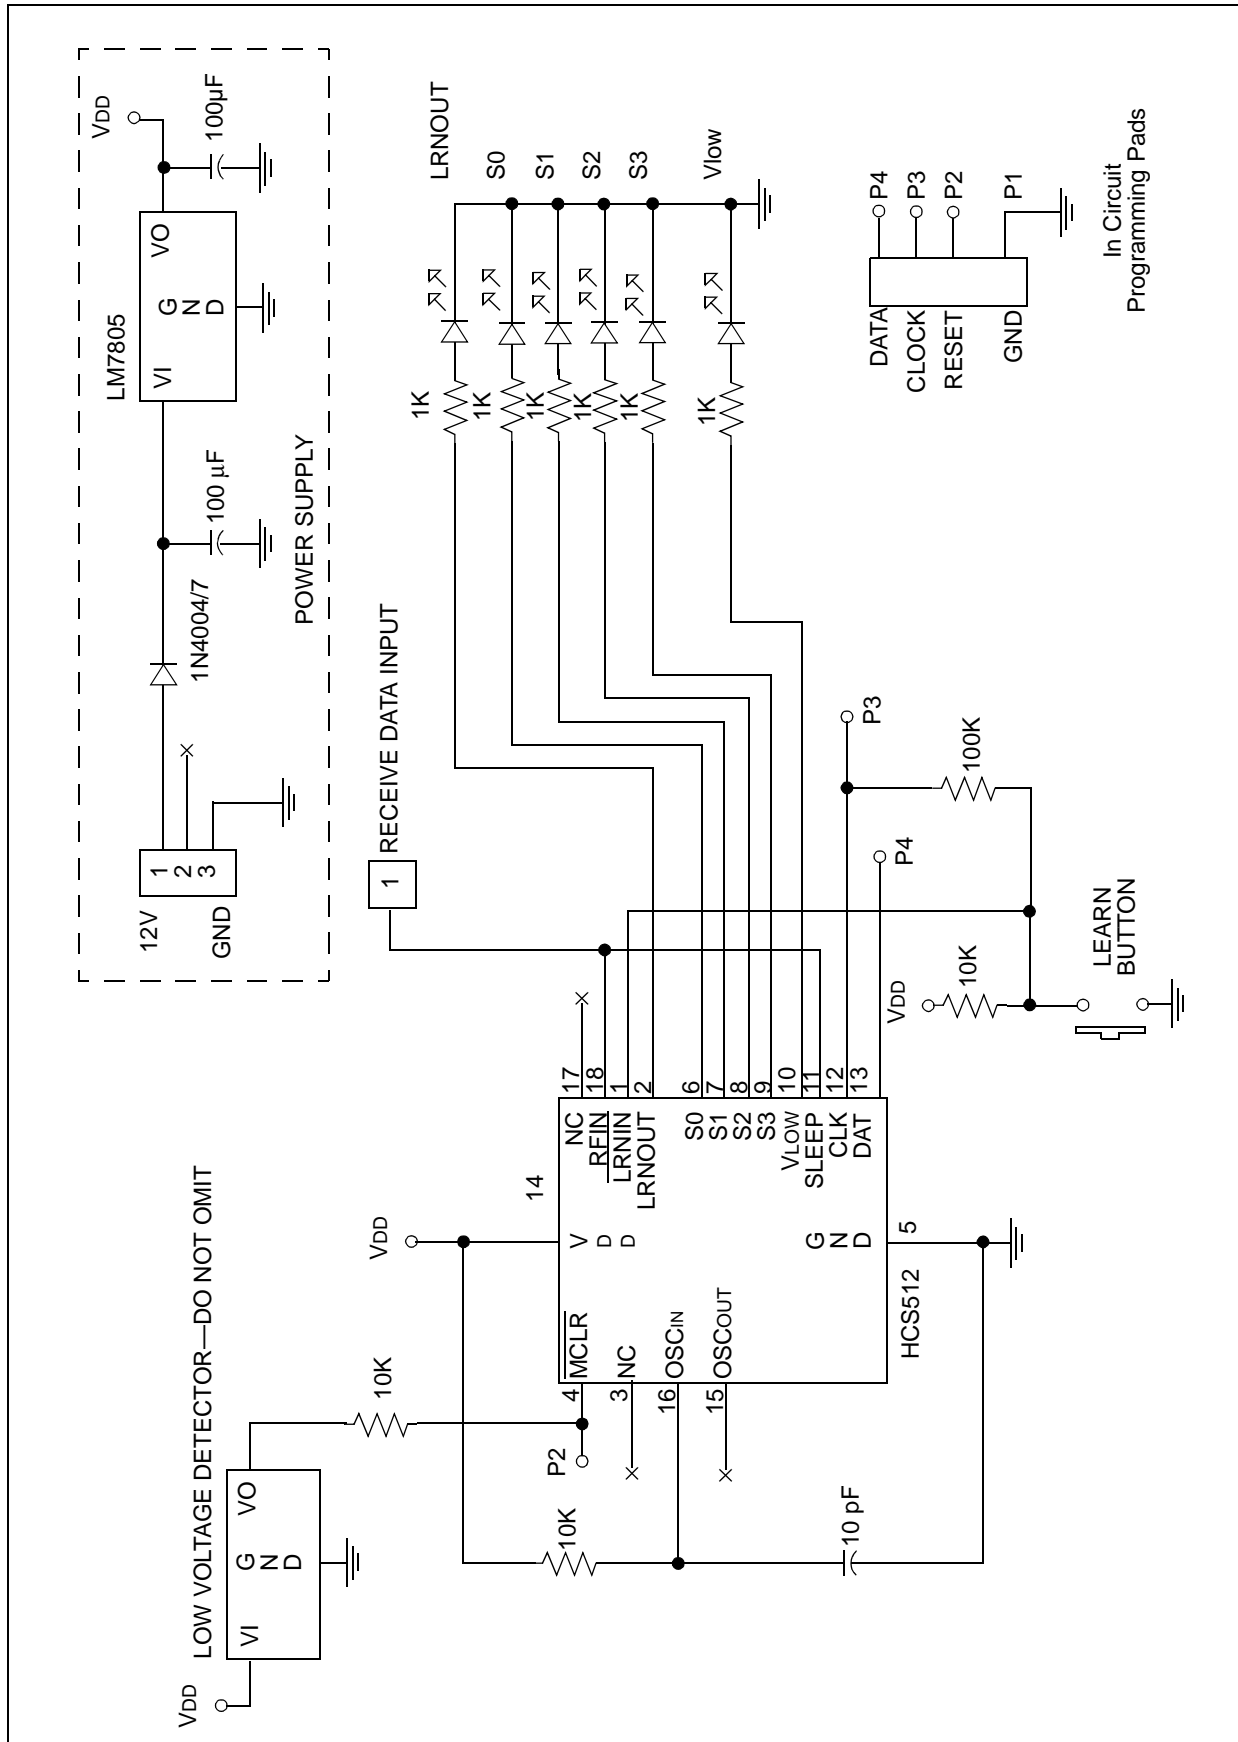 12V
GND
1
2
3
1N4004/7
100 µF
LM7805
VI
VO
G
N
D
VDD
100µF
POWER SUPPLY
1
RECEIVE DATA INPUT
LRNOUT
S0
S1
S2
S3
Vlow
1K
1K
1K
1K
1K
1K
LOW VOLTAGE DETECTOR—DO NOT OMIT
VDD
VI
VO
G
N
D
10K
P2
VDD
14
V
D
D
MCLR
4
NC
3
OSCIN
16
OSCOUT
15
10K
10 pF
NC
17
RFIN
18
LRNIN
1
LRNOUT
2
S0
6
S1
7
S2
8
S3
9
VLOW
10
SLEEP
11
CLK
12
DAT
13
G
N
D
5
HCS512
P3
P4
100K
VDD
10K
LEARN
BUTTON
DATA
CLOCK
RESET
GND
P4
P3
P2
P1
In Circuit
Programming Pads